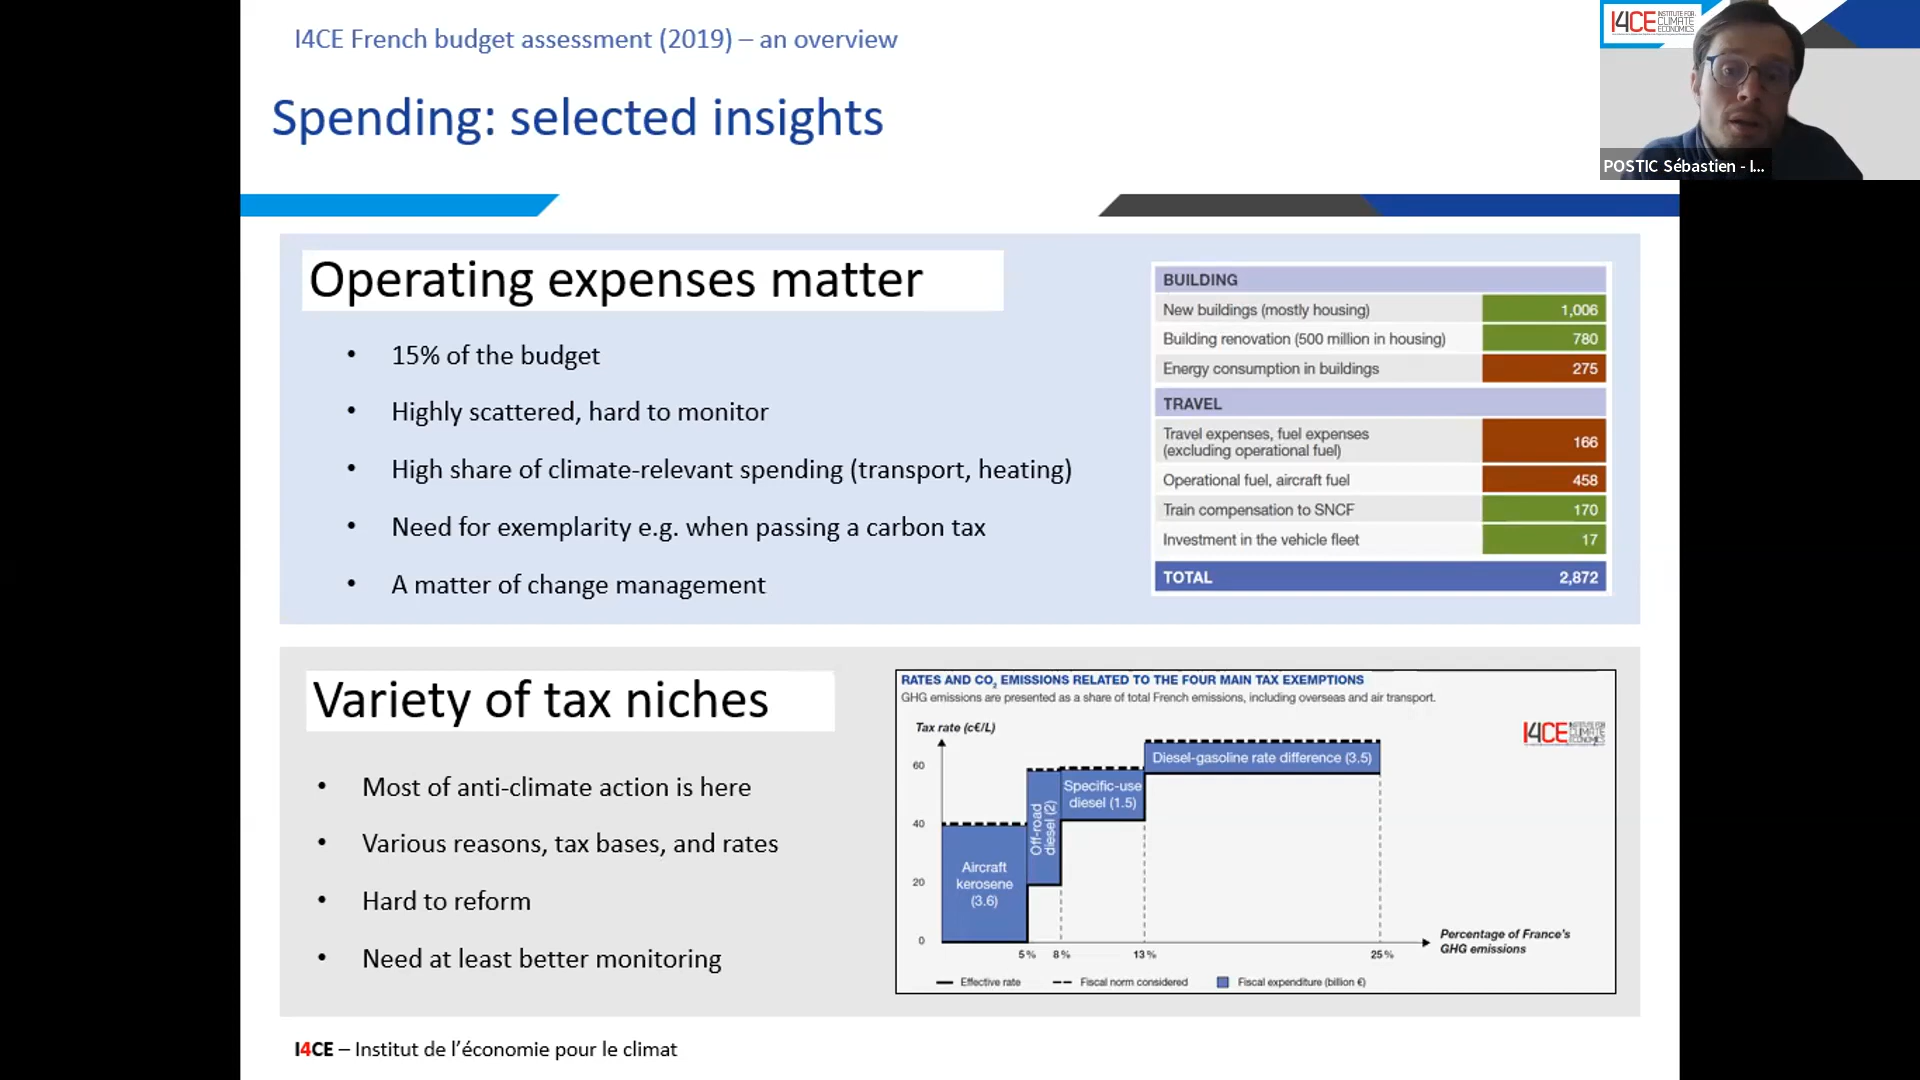 I4CE French budget assessment (2019) – an overview
Spending: selected insights
I4CE INSTITUTE FOR CLIMATE ECONOMICS
POSTIC Sébastien - I...
Operating expenses matter
• 15% of the budget
• Highly scattered, hard to monitor
• High share of climate-relevant spending (transport, heating)
• Need for exemplarity e.g. when passing a carbon tax
• A matter of change management
BUILDING
New buildings (mostly housing) 1,006
Building renovation (500 million in housing) 780
Energy consumption in buildings 275
TRAVEL
Travel expenses, fuel expenses
(excluding operational fuel) 166
Operational fuel, aircraft fuel 458
Train compensation to SNCF 170
Investment in the vehicle fleet 17
TOTAL 2,872
Variety of tax niches
• Most of anti-climate action is here
• Various reasons, tax bases, and rates
• Hard to reform
• Need at least better monitoring
RATES AND CO₂ EMISSIONS RELATED TO THE FOUR MAIN TAX EXEMPTIONS
GHG emissions are presented as a share of total French emissions, including overseas and air transport.
Tax rate (c€/L)
I4CE INSTITUTE FOR CLIMATE ECONOMICS
60
40
20
0
Aircraft
kerosene
(3.6)
Off-road
diesel (2)
Specific-use
diesel (1.5)
Diesel-gasoline rate difference (3.5)
5% 8% 13% 25%
Percentage of France's
GHG emissions
Effective rate Fiscal norm considered Fiscal expenditure (billion €)
I4CE – Institut de l'économie pour le climat